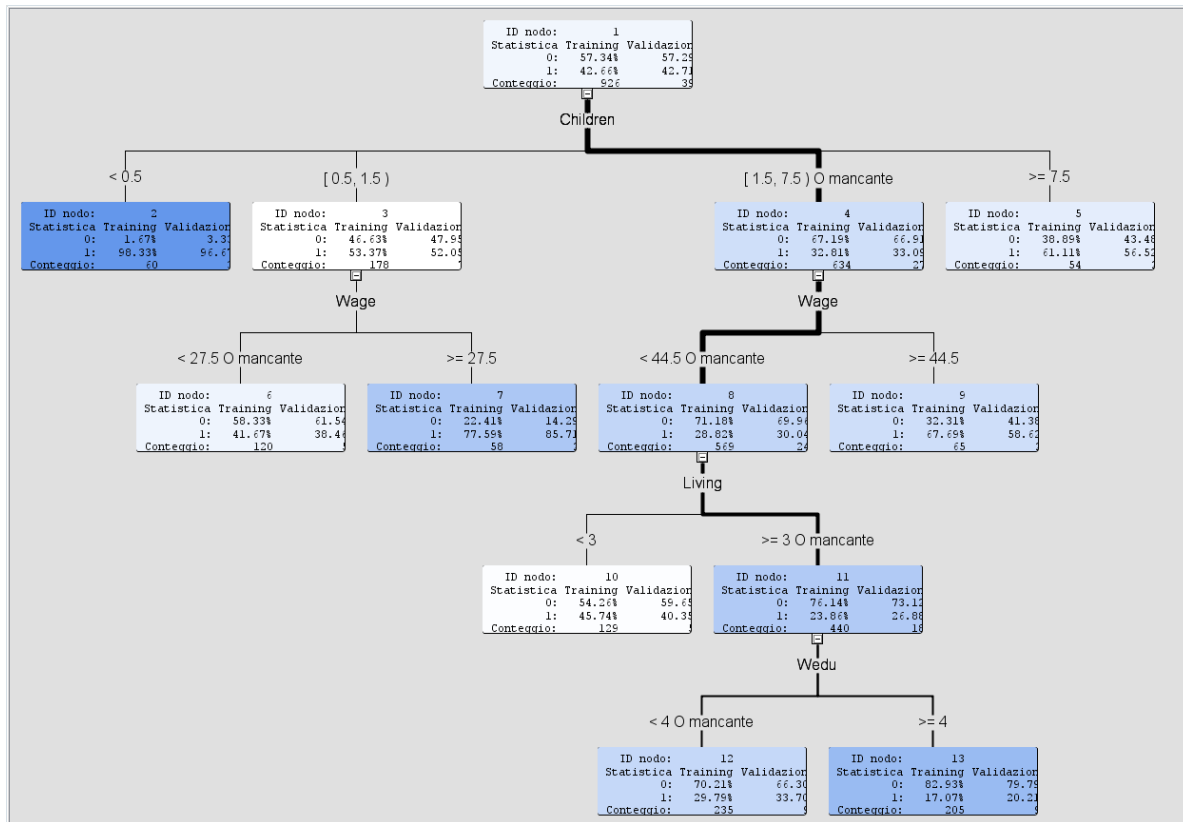 ID nodo: 1
Statistica Training Validazion
0: 57.34% 57.29
1: 42.66% 42.71
Conteggio: 926 39
Children
< 0.5
[ 0.5, 1.5 )
[ 1.5, 7.5 ) O mancante
>= 7.5
ID nodo: 2
Statistica Training Validazion
0: 1.67% 3.33
1: 98.33% 96.67
Conteggio: 60
ID nodo: 3
Statistica Training Validazion
0: 46.63% 47.95
1: 53.37% 52.05
Conteggio: 178
ID nodo: 4
Statistica Training Validazion
0: 67.19% 66.91
1: 32.81% 33.09
Conteggio: 634 27
ID nodo: 5
Statistica Training Validazion
0: 38.89% 43.48
1: 61.11% 56.52
Conteggio: 54
Wage
Wage
< 27.5 O mancante
>= 27.5
< 44.5 O mancante
>= 44.5
ID nodo: 6
Statistica Training Validazion
0: 58.33% 61.54
1: 41.67% 38.46
Conteggio: 120
ID nodo: 7
Statistica Training Validazion
0: 22.41% 14.29
1: 77.59% 85.71
Conteggio: 58
ID nodo: 8
Statistica Training Validazion
0: 71.18% 69.96
1: 28.82% 30.04
Conteggio: 569 24
ID nodo: 9
Statistica Training Validazion
0: 32.31% 41.38
1: 67.69% 58.62
Conteggio: 65
Living
< 3
>= 3 O mancante
ID nodo: 10
Statistica Training Validazion
0: 54.26% 59.65
1: 45.74% 40.35
Conteggio: 129
ID nodo: 11
Statistica Training Validazion
0: 76.14% 73.12
1: 23.86% 26.88
Conteggio: 440 18
Wedu
< 4 O mancante
>= 4
ID nodo: 12
Statistica Training Validazion
0: 70.21% 66.30
1: 29.79% 33.70
Conteggio: 235
ID nodo: 13
Statistica Training Validazion
0: 82.93% 79.79
1: 17.07% 20.21
Conteggio: 205